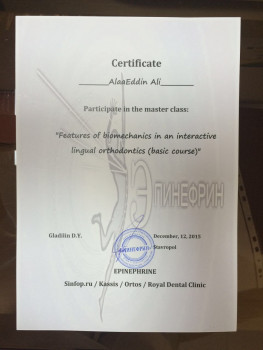 Certificate
AlaaEddin Ali
Participate in the master class:
"Features of biomechanics in an interactive
lingual orthodontics (basic course)"
ЭПИНЕФРИН
Gladilin D.V. December, 12, 2015
Stavropol
EPINEPHRINE
Sinfop.ru / Kassis / Ortos / Royal Dental Clinic